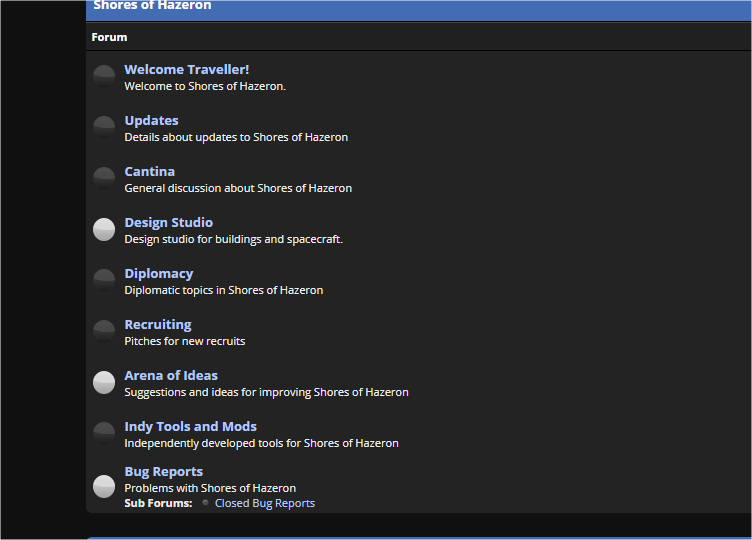 Shores of Hazeron
Forum
Welcome Traveller!
Welcome to Shores of Hazeron.
Updates
Details about updates to Shores of Hazeron
Cantina
General discussion about Shores of Hazeron
Design Studio
Design studio for buildings and spacecraft.
Diplomacy
Diplomatic topics in Shores of Hazeron
Recruiting
Pitches for new recruits
Arena of Ideas
Suggestions and ideas for improving Shores of Hazeron
Indy Tools and Mods
Independently developed tools for Shores of Hazeron
Bug Reports
Problems with Shores of Hazeron
Sub Forums: Closed Bug Reports